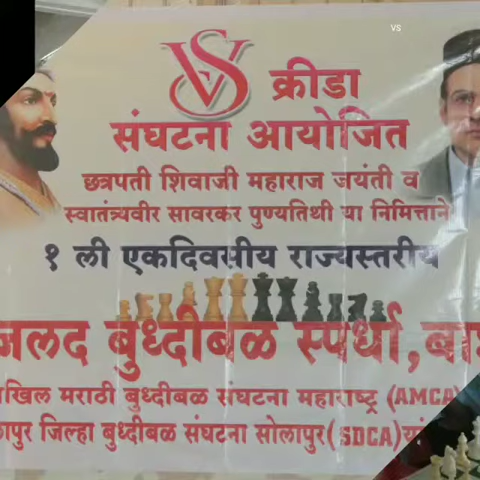 VS
VS क्रीडा
संघटना आयोजित
छत्रपती शिवाजी महाराज जयंती व
स्वातंत्र्यवीर सावरकर पुण्यतिथी या निमित्ताने
१ ली एकदिवसीय राज्यस्तरीय
जलद बुध्दीबळ स्पर्धा,
मराठी बुध्दीबळ संघटना महाराष्ट्र (AMCA)
जिल्हा बुध्दीबळ संघटना सोलापुर(SDCA)